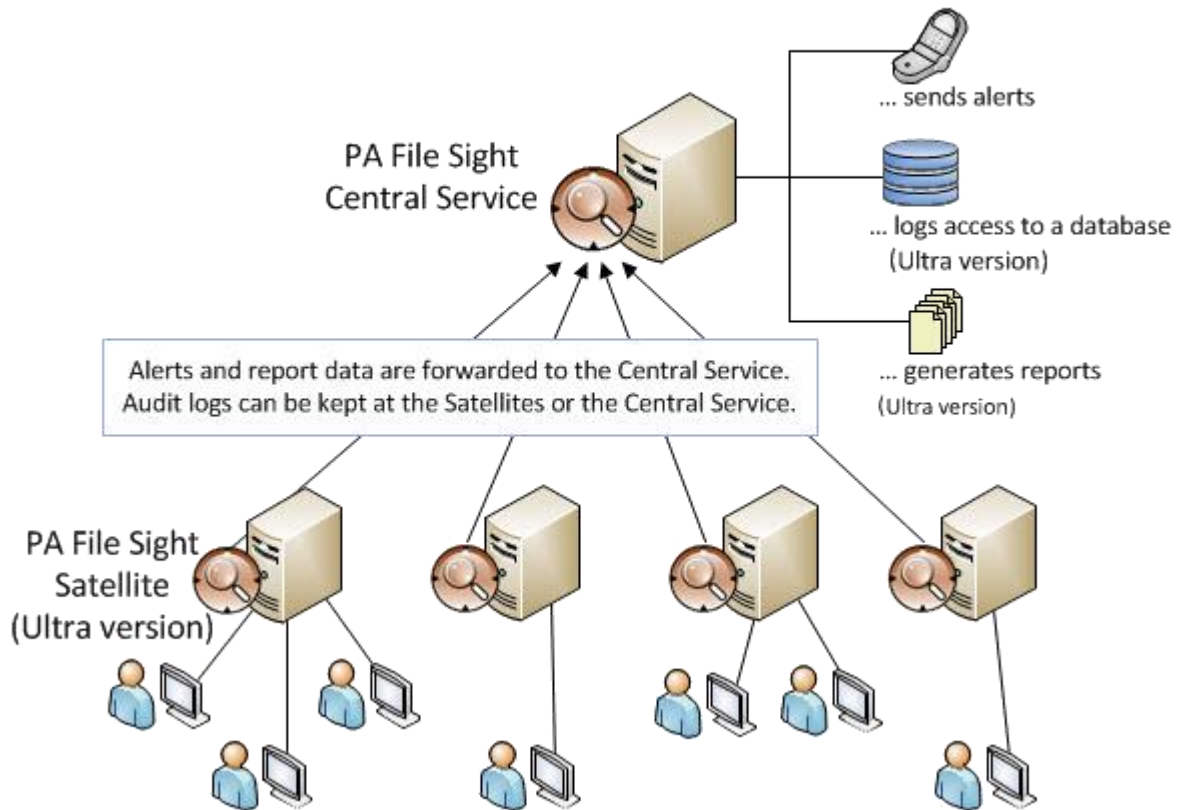 ... sends alerts
PA File Sight
Central Service
... logs access to a database
(Ultra version)
... generates reports
(Ultra version)
Alerts and report data are forwarded to the Central Service.
Audit logs can be kept at the Satellites or the Central Service.
PA File Sight
Satellite
(Ultra version)